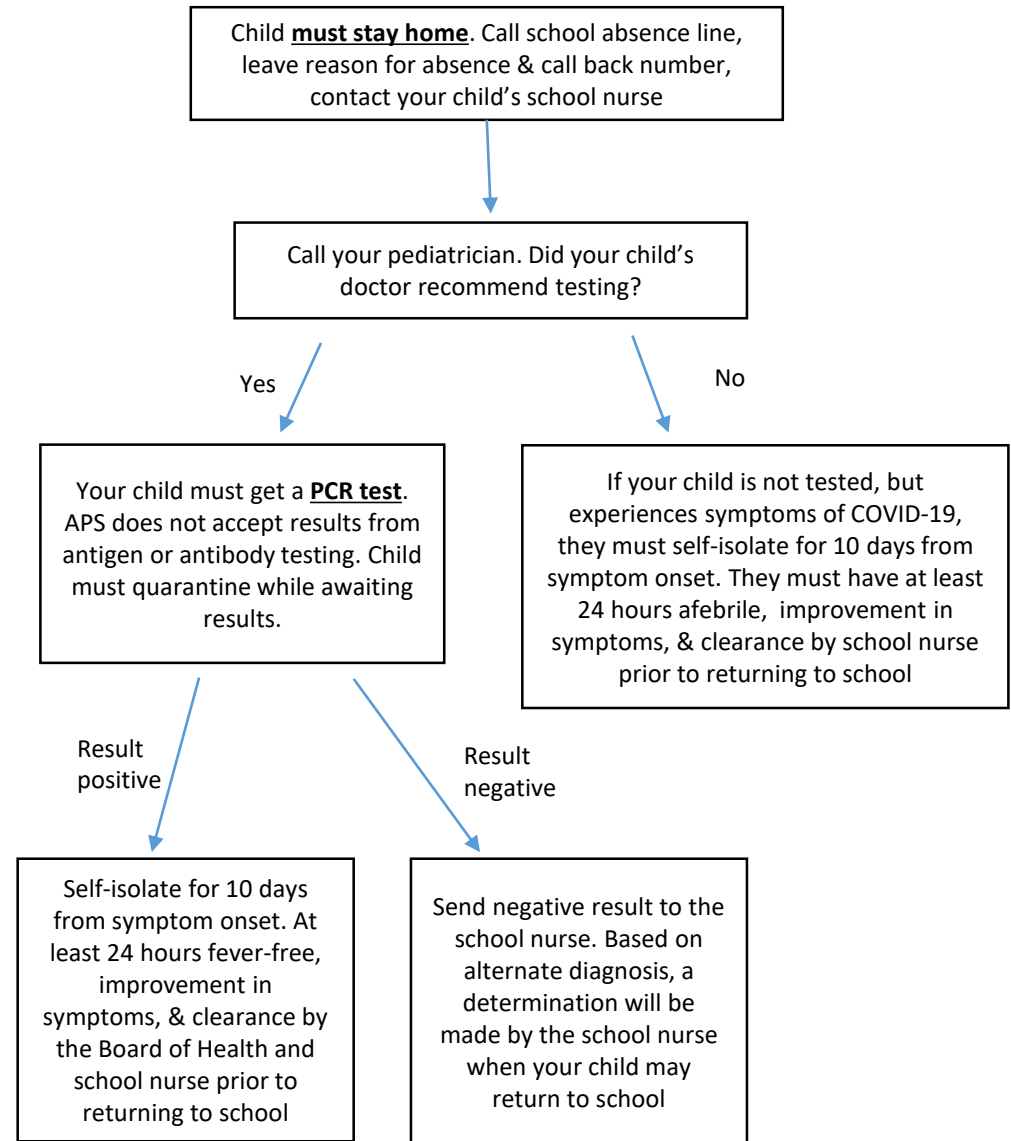 Child must stay home. Call school absence line,
leave reason for absence & call back number,
contact your child’s school nurse
Call your pediatrician. Did your child’s
doctor recommend testing?
Yes
No
Your child must get a PCR test.
APS does not accept results from
antigen or antibody testing. Child
must quarantine while awaiting
results.
If your child is not tested, but
experiences symptoms of COVID-19,
they must self-isolate for 10 days from
symptom onset. They must have at least
24 hours afebrile, improvement in
symptoms, & clearance by school nurse
prior to returning to school
Result
positive
Result
negative
Self-isolate for 10 days
from symptom onset. At
least 24 hours fever-free,
improvement in
symptoms, & clearance by
the Board of Health and
school nurse prior to
returning to school
Send negative result to the
school nurse. Based on
alternate diagnosis, a
determination will be
made by the school nurse
when your child may
return to school